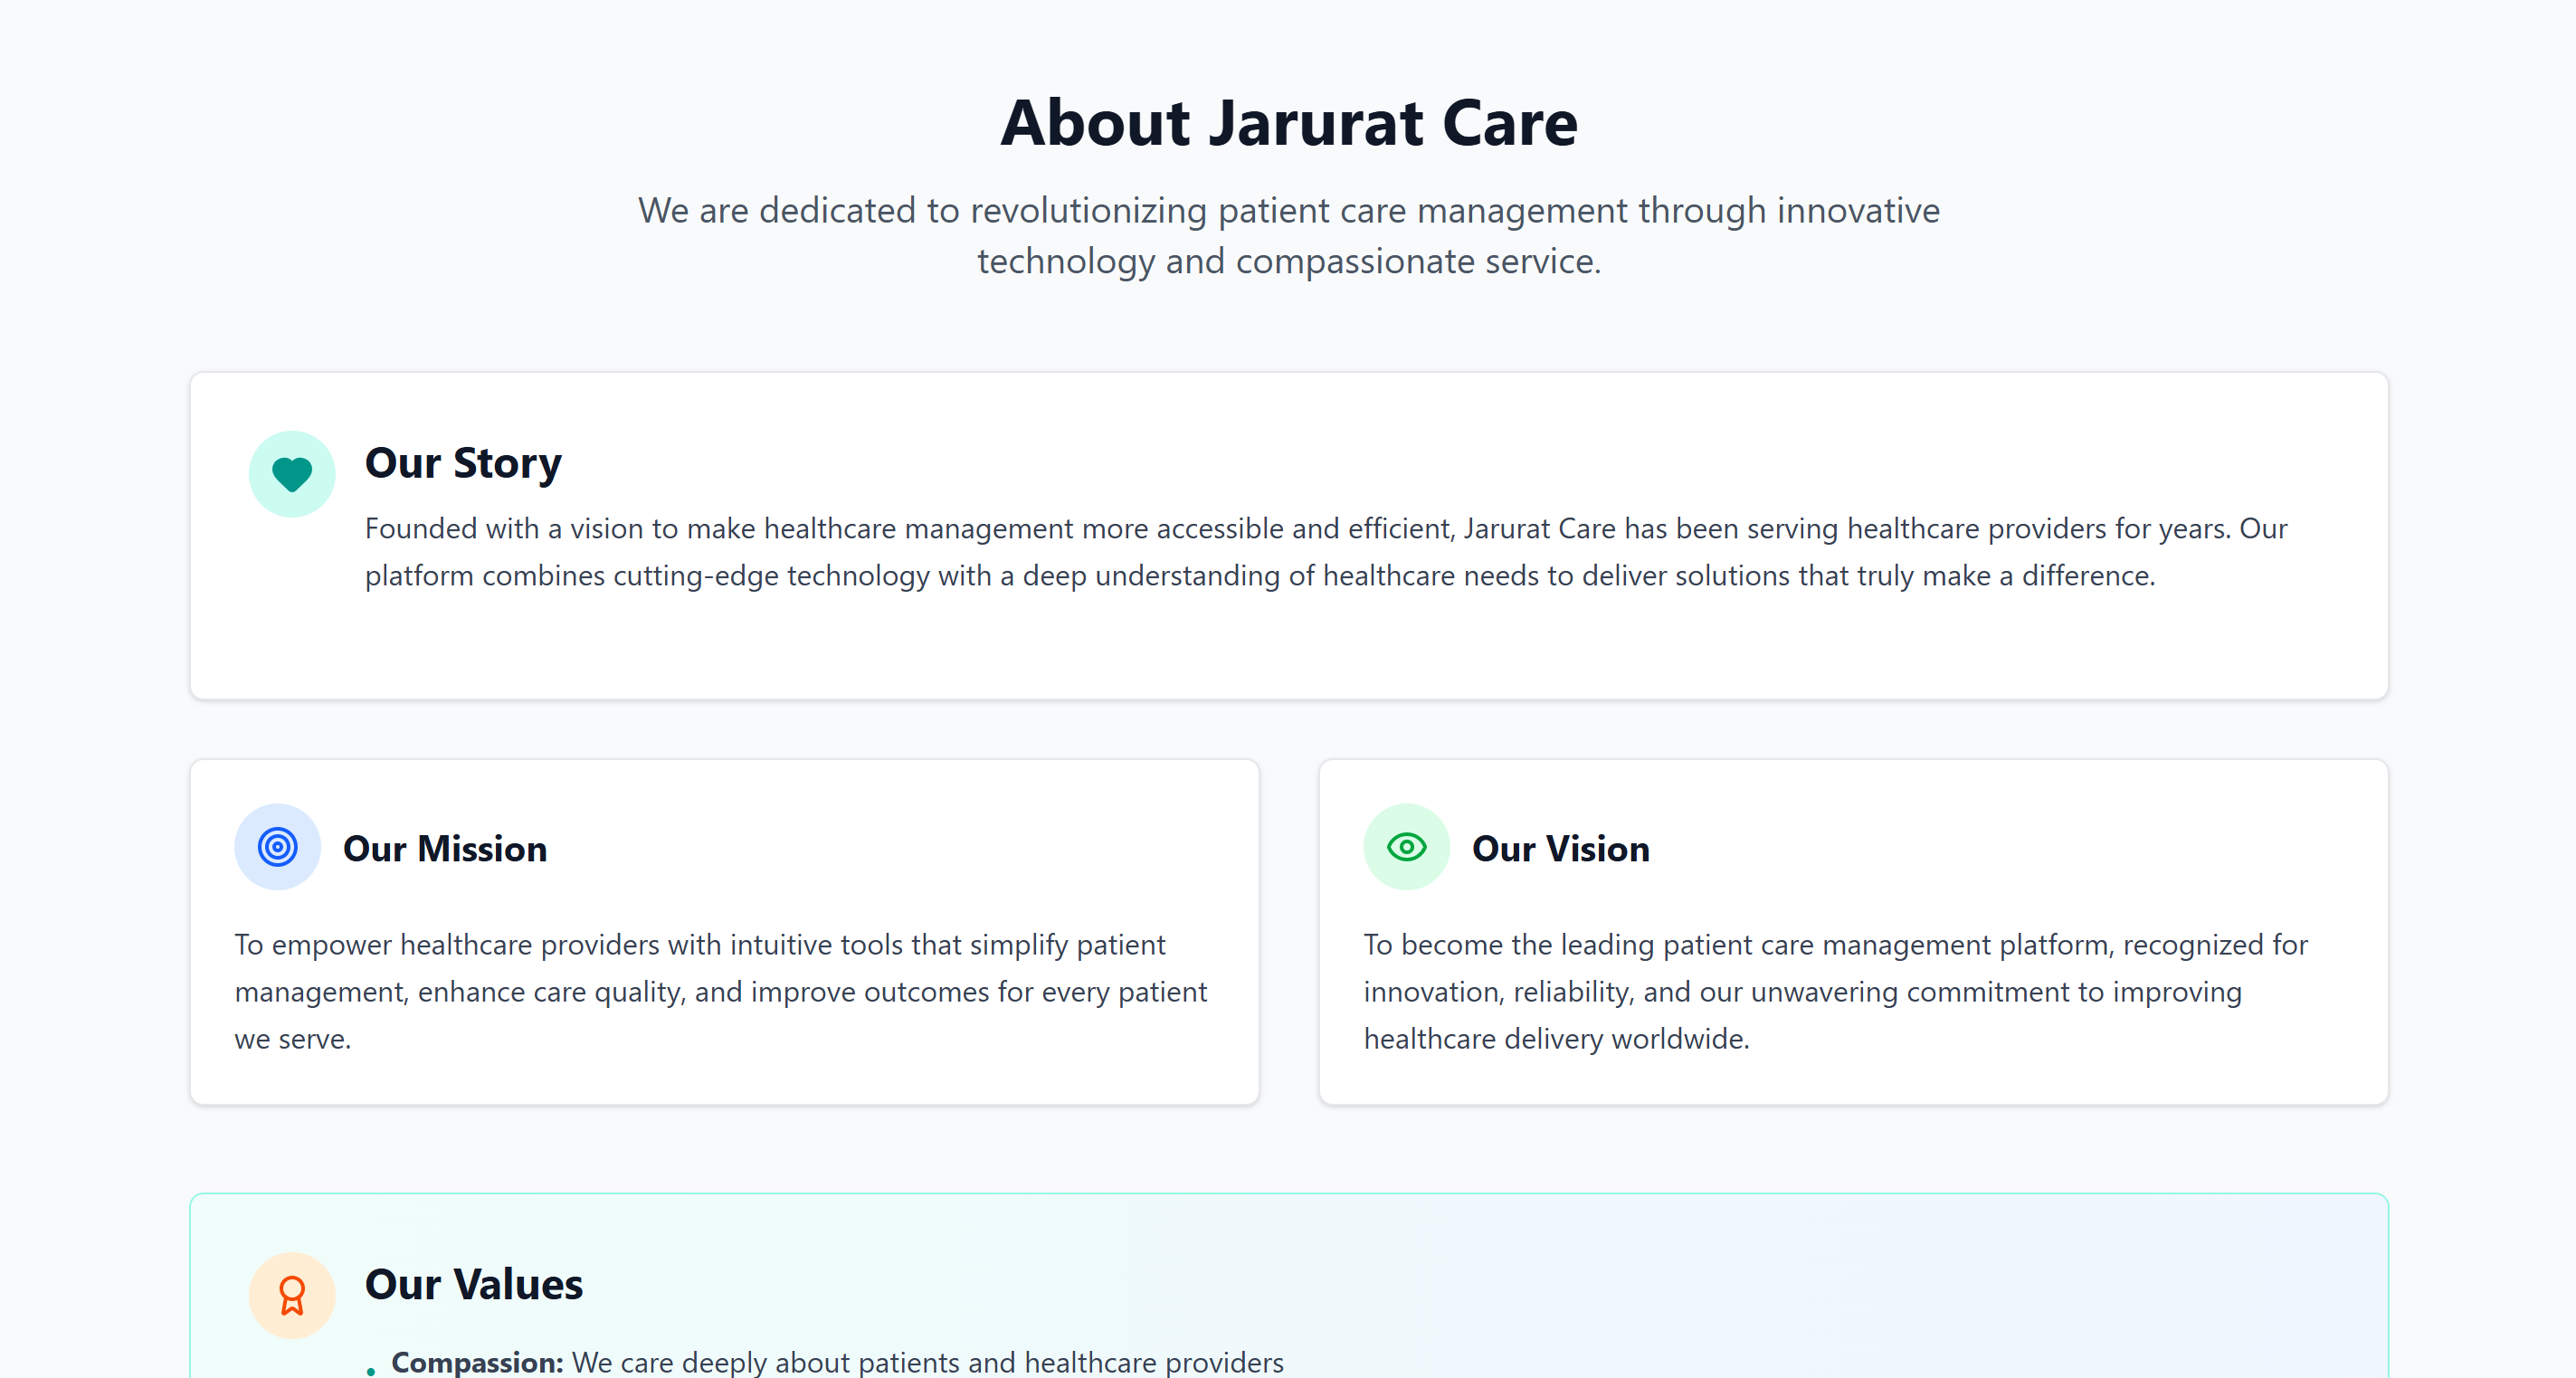 About Jarurat Care
We are dedicated to revolutionizing patient care management through innovative
technology and compassionate service.
Our Story
Founded with a vision to make healthcare management more accessible and efficient, Jarurat Care has been serving healthcare providers for years. Our
platform combines cutting-edge technology with a deep understanding of healthcare needs to deliver solutions that truly make a difference.
Our Mission
To empower healthcare providers with intuitive tools that simplify patient
management, enhance care quality, and improve outcomes for every patient
we serve.
Our Vision
To become the leading patient care management platform, recognized for
innovation, reliability, and our unwavering commitment to improving
healthcare delivery worldwide.
Our Values
• Compassion: We care deeply about patients and healthcare providers